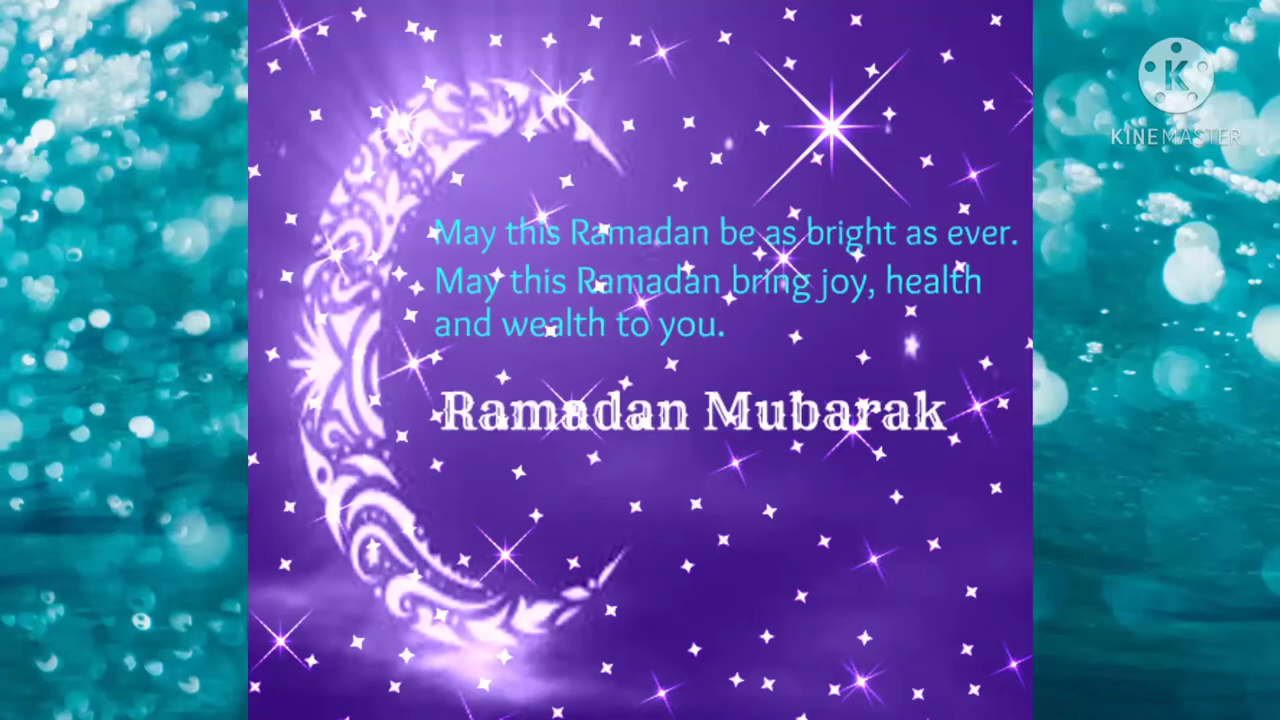 KINEMASTER
May this Ramadan be as bright as ever.
May this Ramadan bring joy, health
and wealth to you.
Ramadan Mubarak